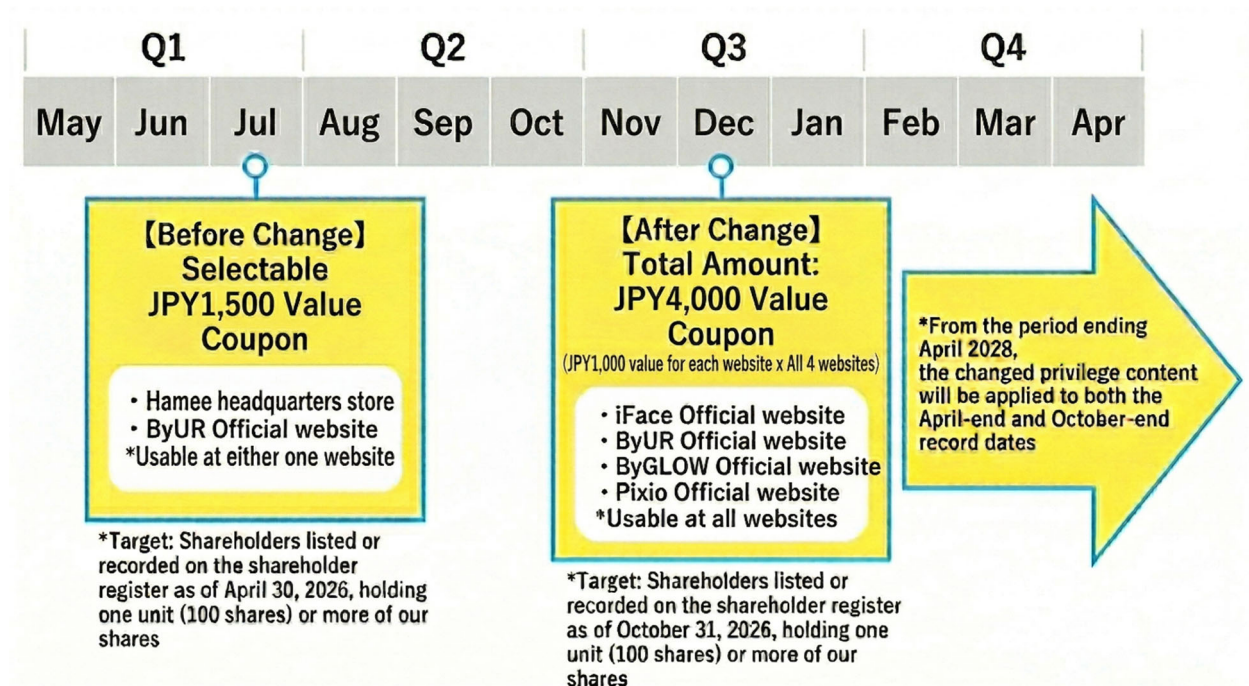 Q1 Q2 Q3 Q4
May Jun Jul Aug Sep Oct Nov Dec Jan Feb Mar Apr
【Before Change】
Selectable
JPY1,500 Value
Coupon
・Hamee headquarters store
・ByUR Official website
*Usable at either one website
*Target: Shareholders listed or
recorded on the shareholder
register as of April 30, 2026, holding
one unit (100 shares) or more of our
shares
【After Change】
Total Amount:
JPY4,000 Value
Coupon
(JPY1,000 value for each website x All 4 websites)
・iFace Official website
・ByUR Official website
・ByGLOW Official website
・Pixio Official website
*Usable at all websites
*Target: Shareholders listed or
recorded on the shareholder register
as of October 31, 2026, holding one
unit (100 shares) or more of our
shares
*From the period ending
April 2028,
the changed privilege content
will be applied to both the
April-end and October-end
record dates